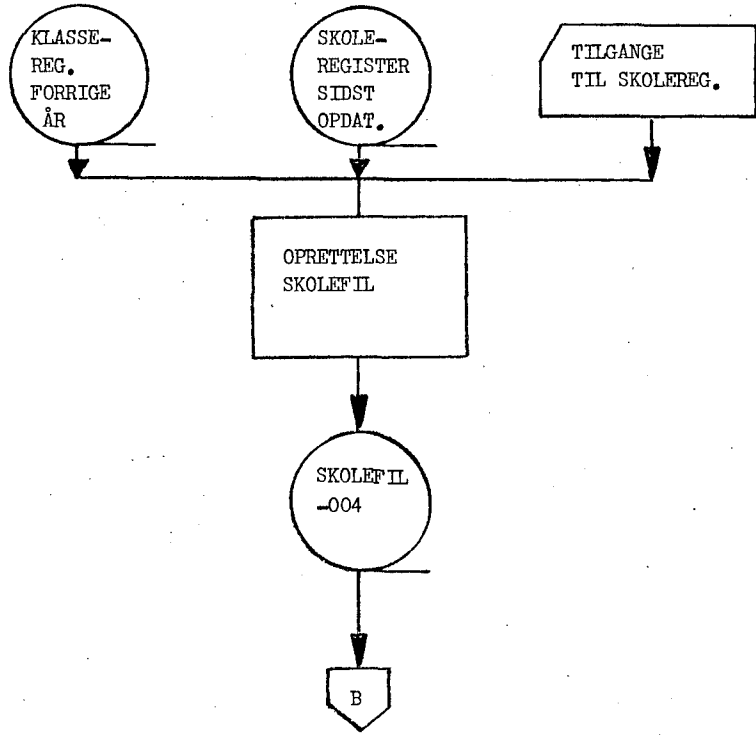 KLASSE-
REG.
FORRIGE
ÅR
SKOLE-
REGISTER
SIDST
OPDAT.
TILGANGE
TIL SKOLEREG.
OPRETTELSE
SKOLEFIL
SKOLEFIL
-004
B